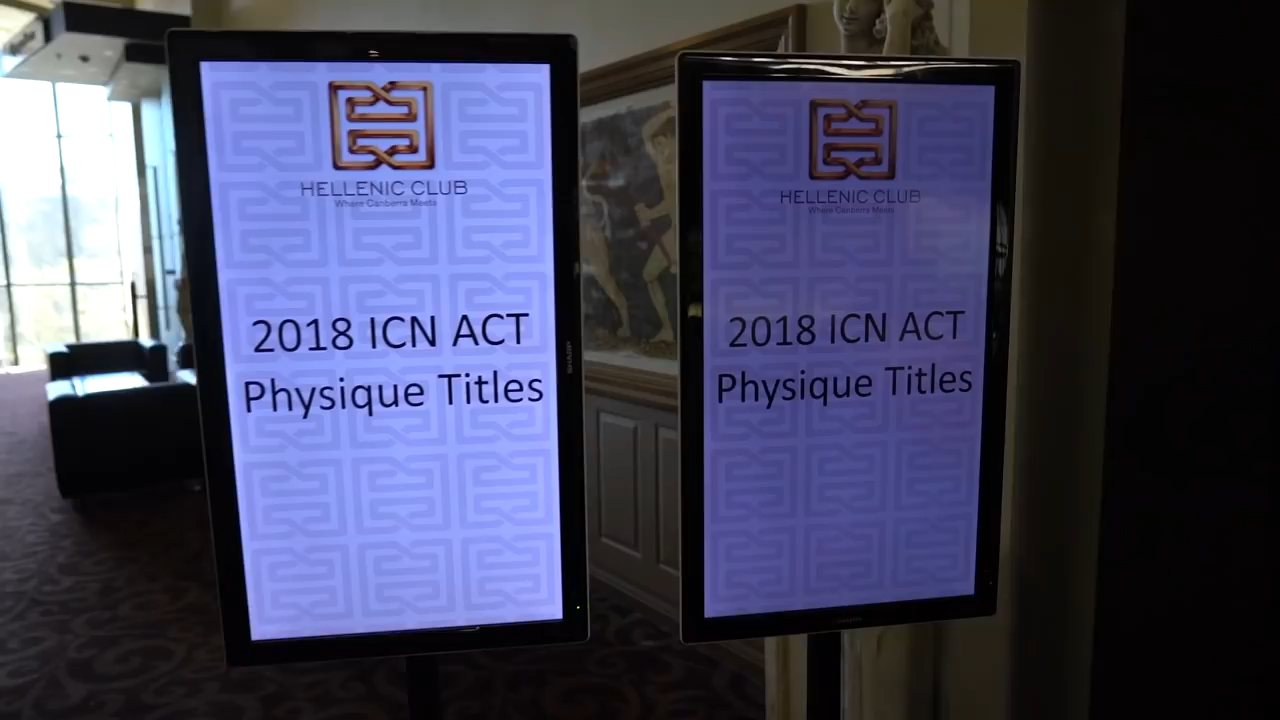 HELLENIC CLUB
Where Canberra Meets
2018 ICN ACT
Physique Titles
SHARP
HELLENIC CLUB
Where Canberra Meets
2018 ICN ACT
Physique Titles